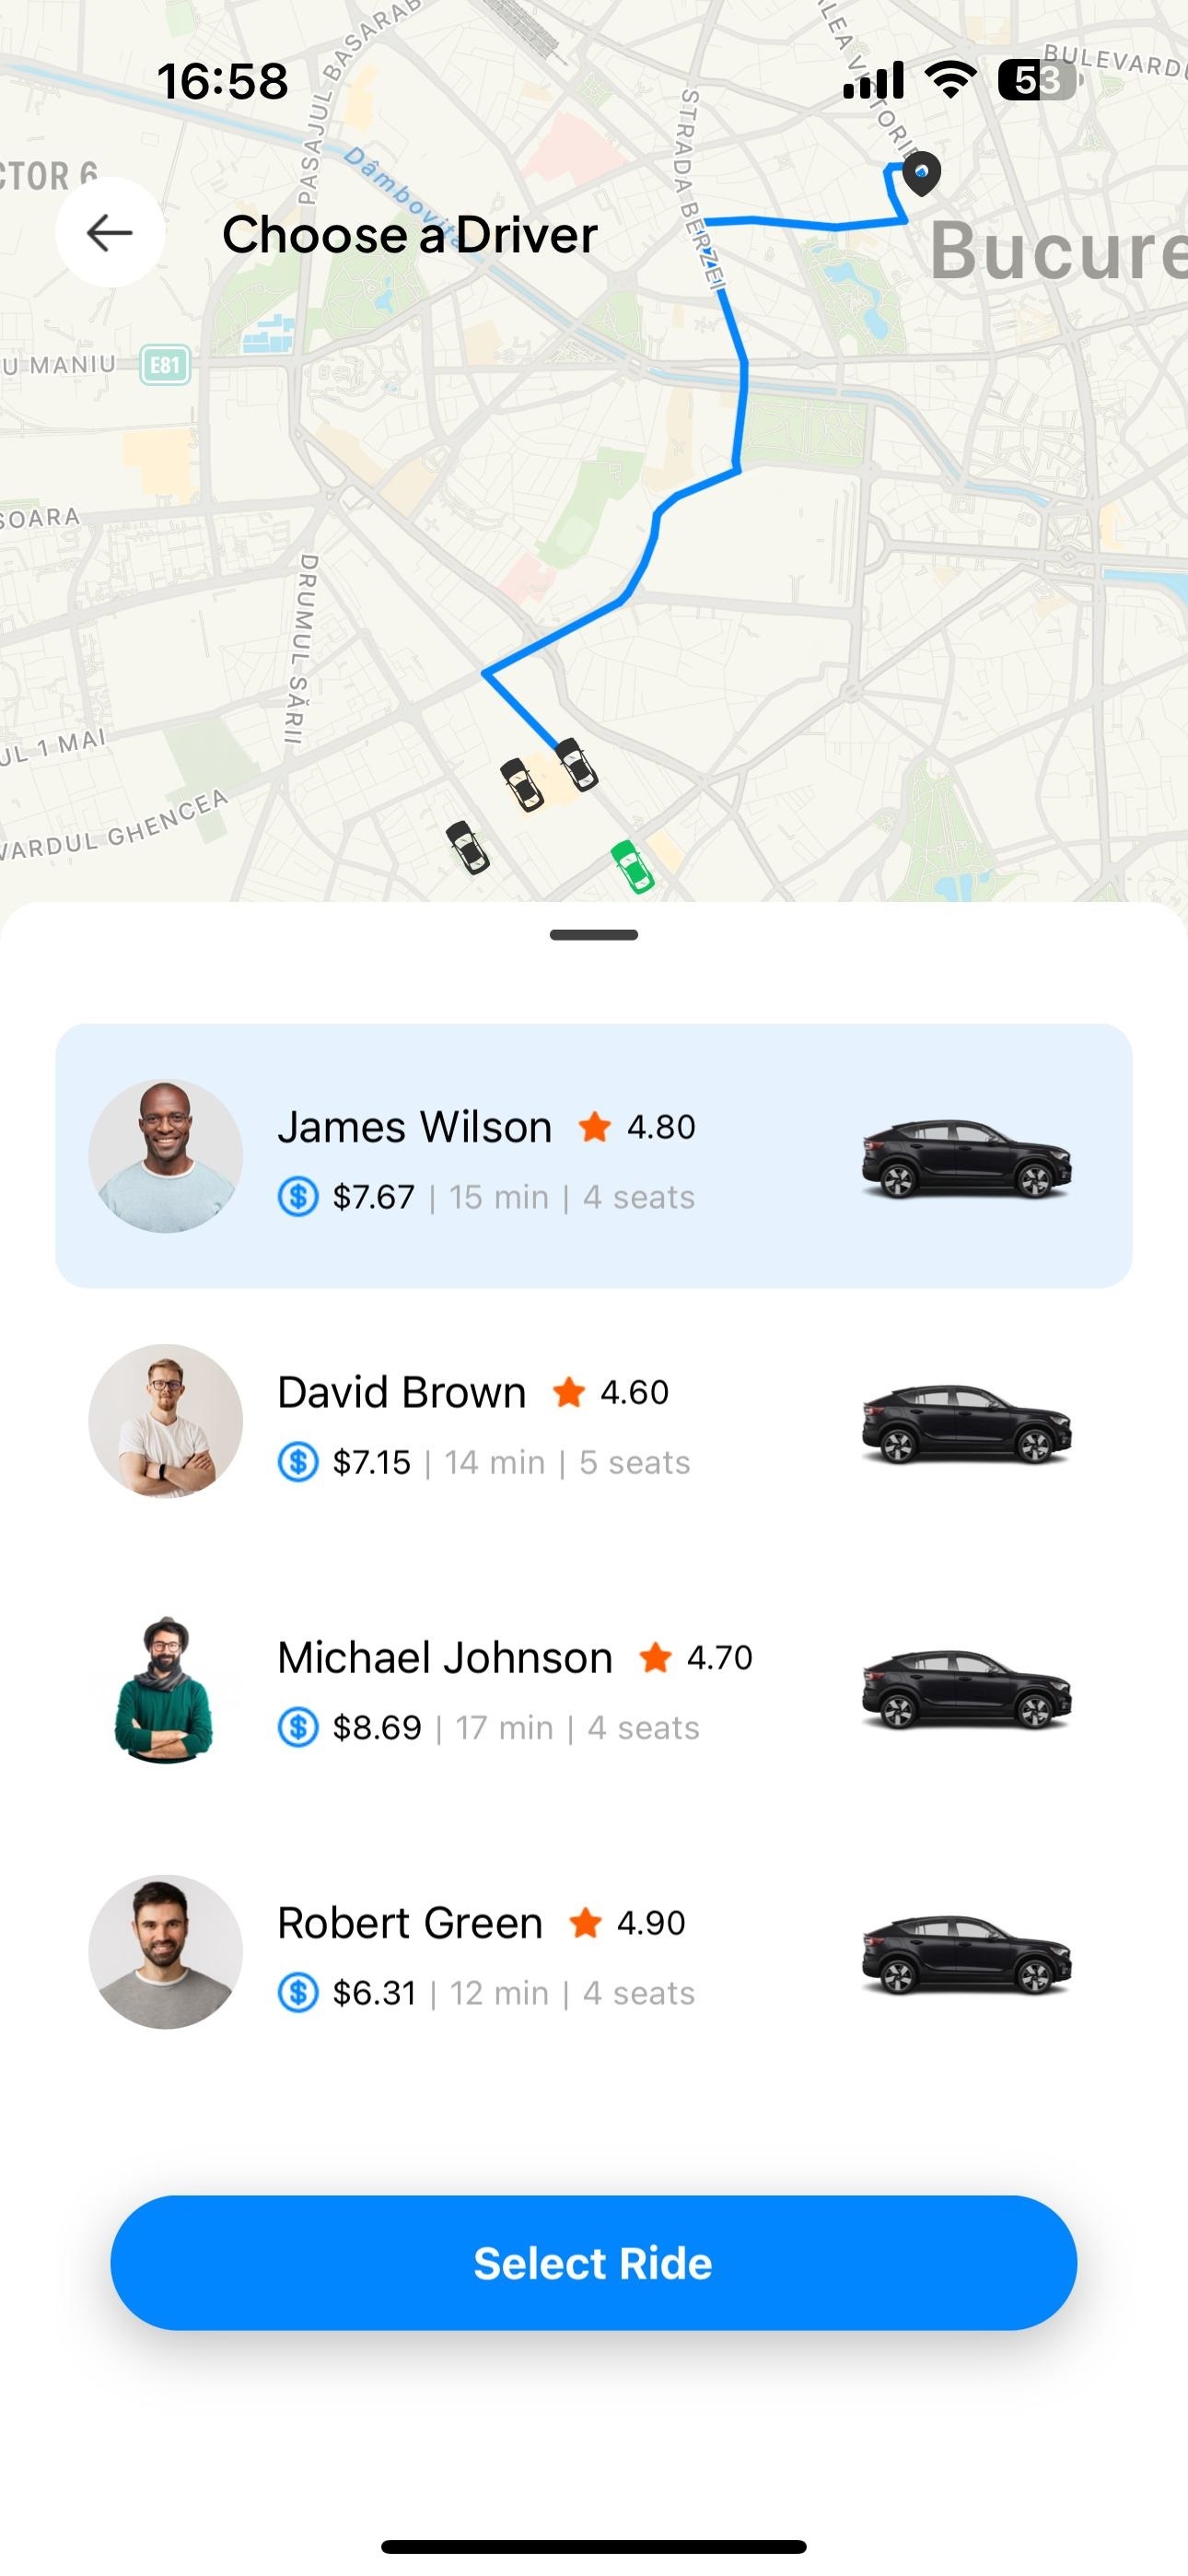 PASAJUL BASARAB
ALEA VICTORIEI
BULEVARDU
16:58
53
STRADA BERZEI
CTOR 6
Dâmbovița
Choose a Driver
Bucure
U MANIU
E81
SOARA
DRUMUL SĂRII
UL 1 MAI
VARDUL GHENCEA
James Wilson 4.80
$ $7.67 | 15 min | 4 seats
David Brown 4.60
$ $7.15 | 14 min | 5 seats
Michael Johnson 4.70
$ $8.69 | 17 min | 4 seats
Robert Green 4.90
$ $6.31 | 12 min | 4 seats
Select Ride